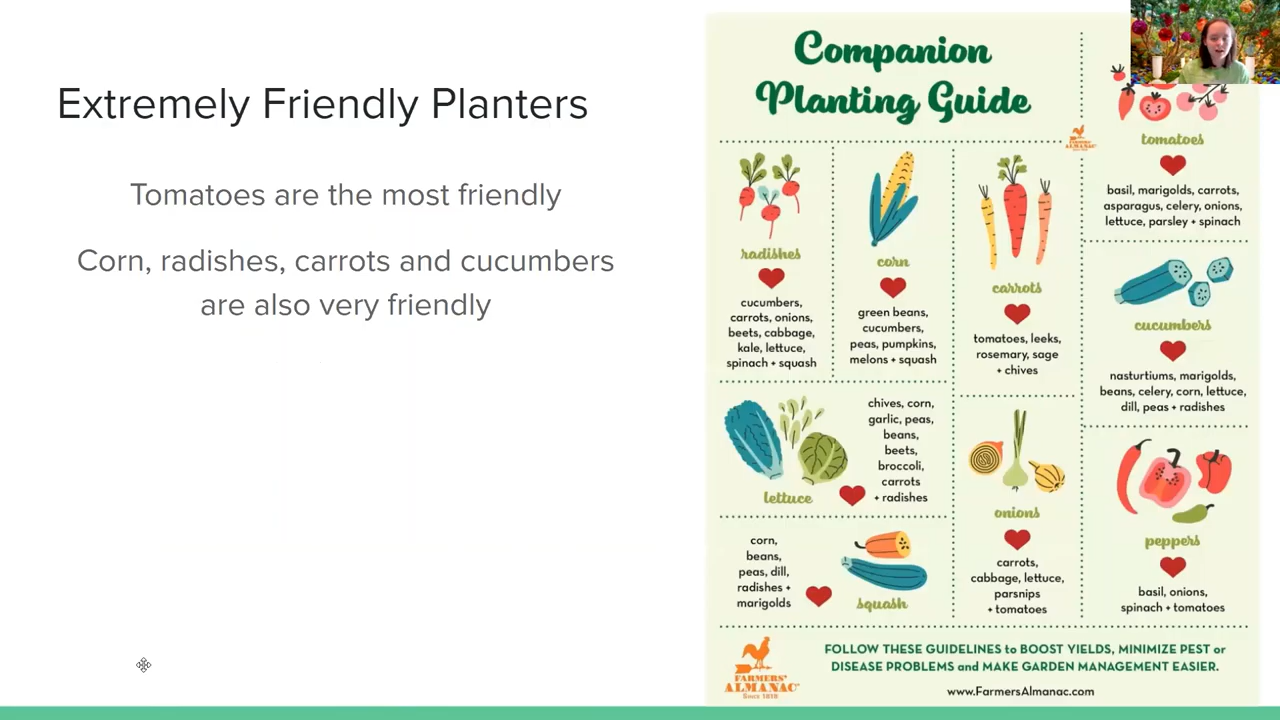 Extremely Friendly Planters
Tomatoes are the most friendly
Corn, radishes, carrots and cucumbers
are also very friendly
Companion
Planting Guide
FARMERS'
ALMANAC
radishes
cucumbers,
carrots, onions,
beets, cabbage,
kale, lettuce,
spinach + squash
corn
green beans,
cucumbers,
peas, pumpkins,
melons + squash
carrots
tomatoes, leeks,
rosemary, sage
+ chives
tomatoes
basil, marigolds, carrots,
asparagus, celery, onions,
lettuce, parsley + spinach
cucumbers
nasturtiums, marigolds,
beans, celery, corn, lettuce,
dill, peas + radishes
lettuce
chives, corn,
garlic, peas,
beans,
beets,
broccoli,
carrots
+ radishes
onions
carrots,
cabbage, lettuce,
parsnips
+ tomatoes
peppers
basil, onions,
spinach + tomatoes
corn,
beans,
peas, dill,
radishes +
marigolds
squash
FARMERS'
ALMANAC
Since 1818
FOLLOW THESE GUIDELINES to BOOST YIELDS, MINIMIZE PEST or
DISEASE PROBLEMS and MAKE GARDEN MANAGEMENT EASIER.
www.FarmersAlmanac.com